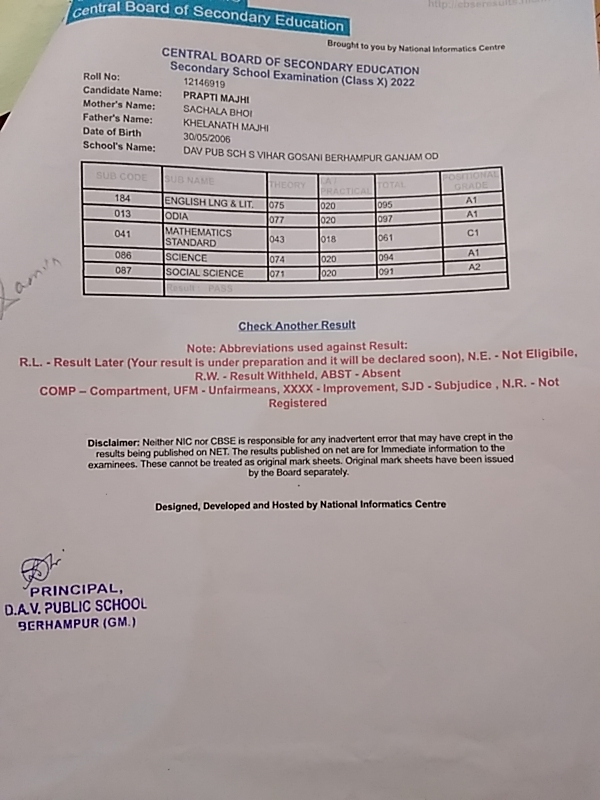 Central Board of Secondary Education
Brought to you by National Informatics Centre
CENTRAL BOARD OF SECONDARY EDUCATION
Secondary School Examination (Class X) 2022
Roll No: 12146919
Candidate Name: PRAPTI MAJHI
Mother's Name: SACHALA BHOI
Father's Name: KHELANATH MAJHI
Date of Birth 30/05/2006
School's Name: DAV PUB SCH S VIHAR GOSANI BERHAMPUR GANJAM OD
SUB CODE SUB NAME THEORY IA / PRACTICAL TOTAL POSITIONAL GRADE
184 ENGLISH LNG & LIT. 075 020 095 A1
013 ODIA 077 020 097 A1
041 MATHEMATICS STANDARD 043 018 061 C1
086 SCIENCE 074 020 094 A1
087 SOCIAL SCIENCE 071 020 091 A2
Result : PASS
Check Another Result
Note: Abbreviations used against Result:
R.L. - Result Later (Your result is under preparation and it will be declared soon), N.E. - Not Eligibile,
R.W. - Result Withheld, ABST - Absent
COMP – Compartment, UFM - Unfairmeans, XXXX - Improvement, SJD - Subjudice , N.R. - Not
Registered
Disclaimer: Neither NIC nor CBSE is responsible for any inadvertent error that may have crept in the
results being published on NET. The results published on net are for Immediate information to the
examinees. These cannot be treated as original mark sheets. Original mark sheets have been issued
by the Board separately.
Designed, Developed and Hosted by National Informatics Centre
PRINCIPAL,
D.A.V. PUBLIC SCHOOL
BERHAMPUR (GM.)